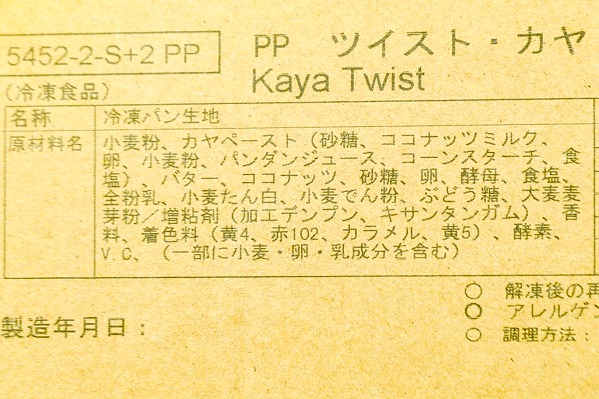 5452-2-S+2 PP
PP ツイスト・カヤ
Kaya Twist
(冷凍食品)
名称 冷凍パン生地
原材料名 小麦粉、カヤペースト（砂糖、ココナッツミルク、
卵、小麦粉、パンダンジュース、コーンスターチ、食
塩）、バター、ココナッツ、砂糖、卵、酵母、食塩、
全粉乳、小麦たん白、小麦でん粉、ぶどう糖、大麦麦
芽粉／増粘剤（加工デンプン、キサンタンガム）、香
料、着色料（黄4、赤102、カラメル、黄5）、酵素、
V.C、（一部に小麦・卵・乳成分を含む）
○ 解凍後の再
○ アレルゲン
○ 調理方法：
製造年月日：